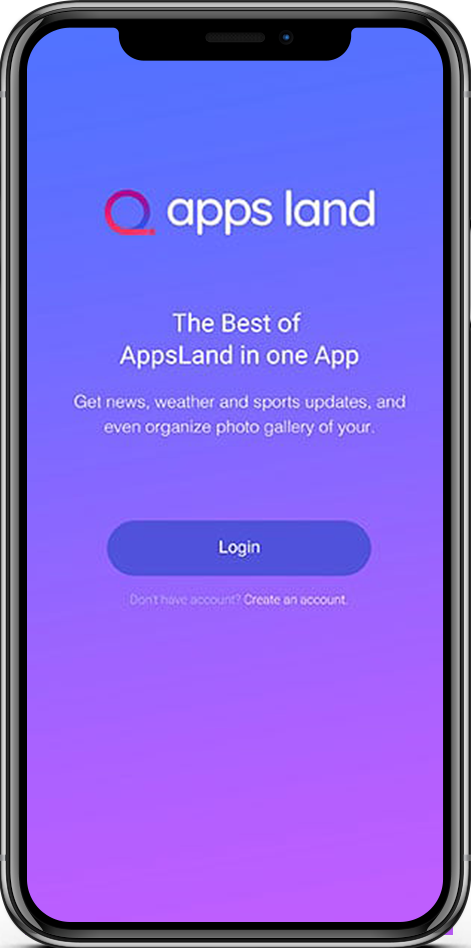 apps land
The Best of
AppsLand in one App
Get news, weather and sports updates, and
even organize photo gallery of your.
Login
Don't have account? Create an account.